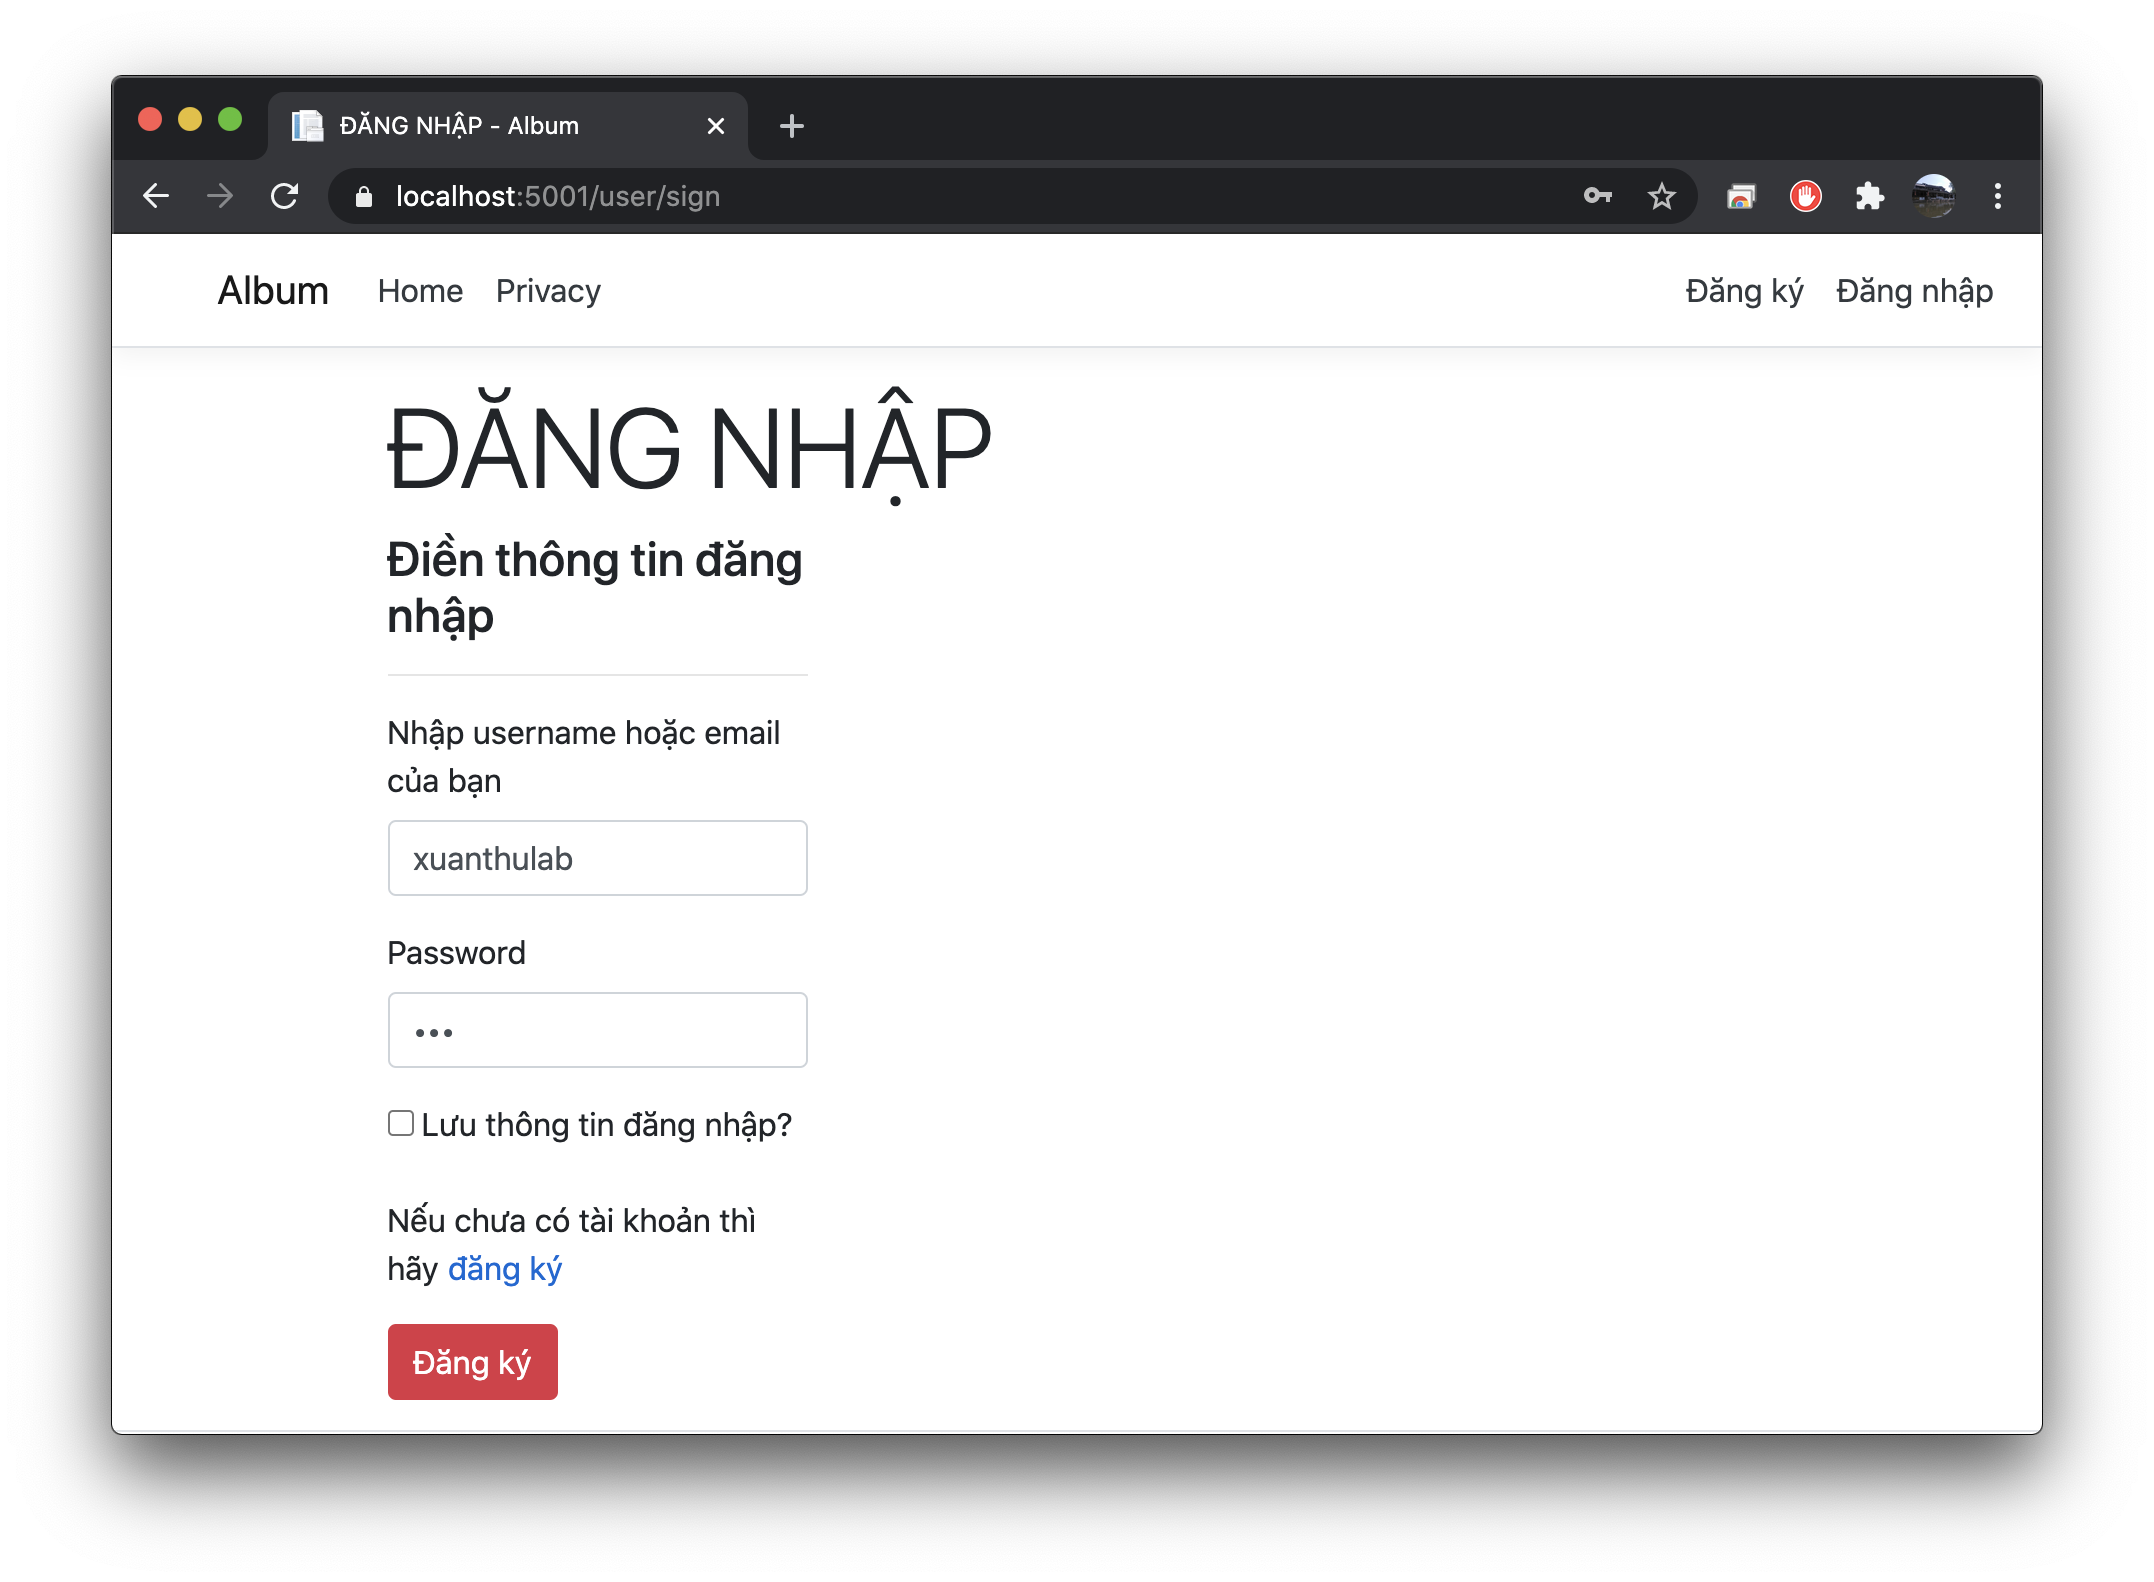 ĐĂNG NHẬP - Album
localhost:5001/user/sign
Album Home Privacy Đăng ký Đăng nhập
ĐĂNG NHẬP
Điền thông tin đăng
nhập
Nhập username hoặc email
của bạn
xuanthulab
Password
•••
Lưu thông tin đăng nhập?
Nếu chưa có tài khoản thì
hãy đăng ký
Đăng ký